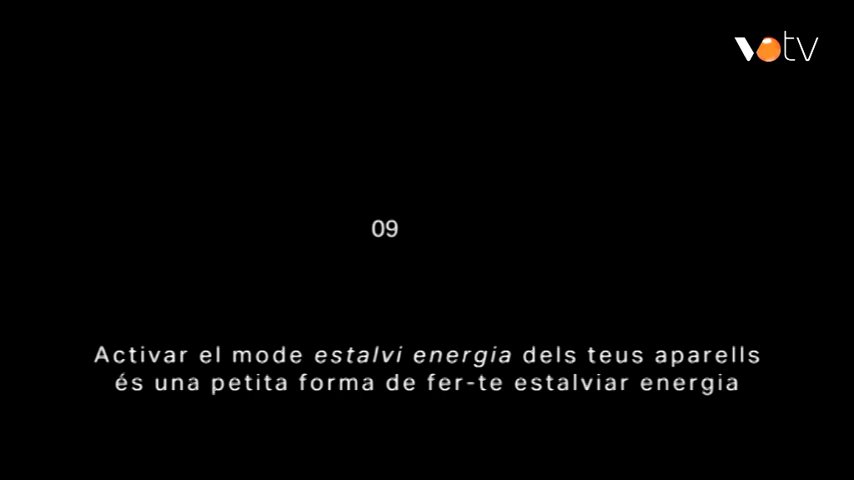 votv
09
Activar el mode estalvi energia dels teus aparells
és una petita forma de fer-te estalviar energia